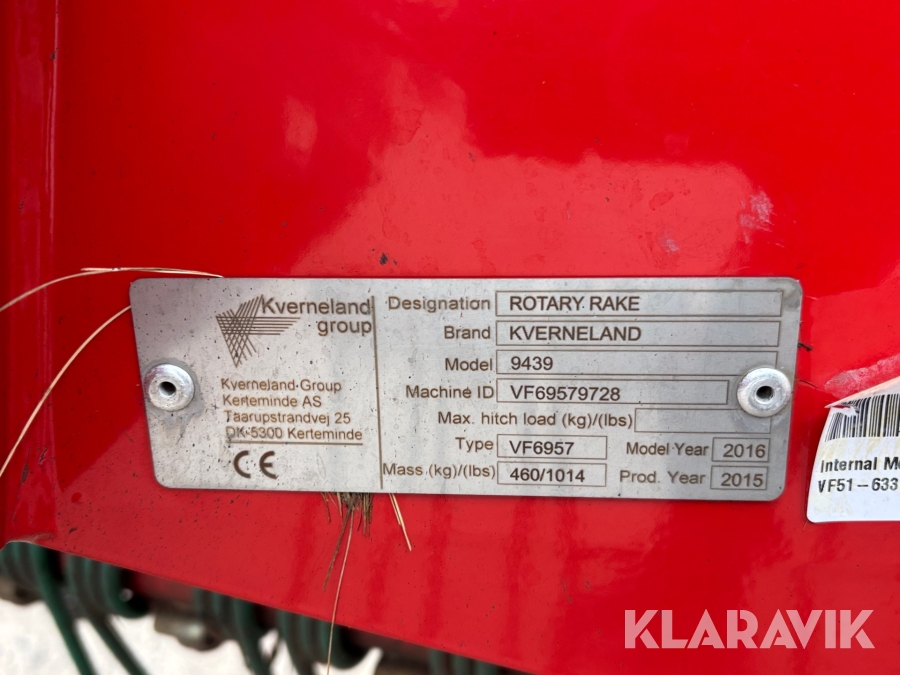 Kverneland
group
Kverneland Group
Kerteminde AS
Taarupstrandvej 25
DK-5300 Kerteminde
CE
Designation ROTARY RAKE
Brand KVERNELAND
Model 9439
Machine ID VF69579728
Max. hitch load (kg)/(lbs)
Type VF6957 Model Year 2016
Mass (kg)/(lbs) 460/1014 Prod. Year 2015
Internal
VF51-633
KLARAVIK